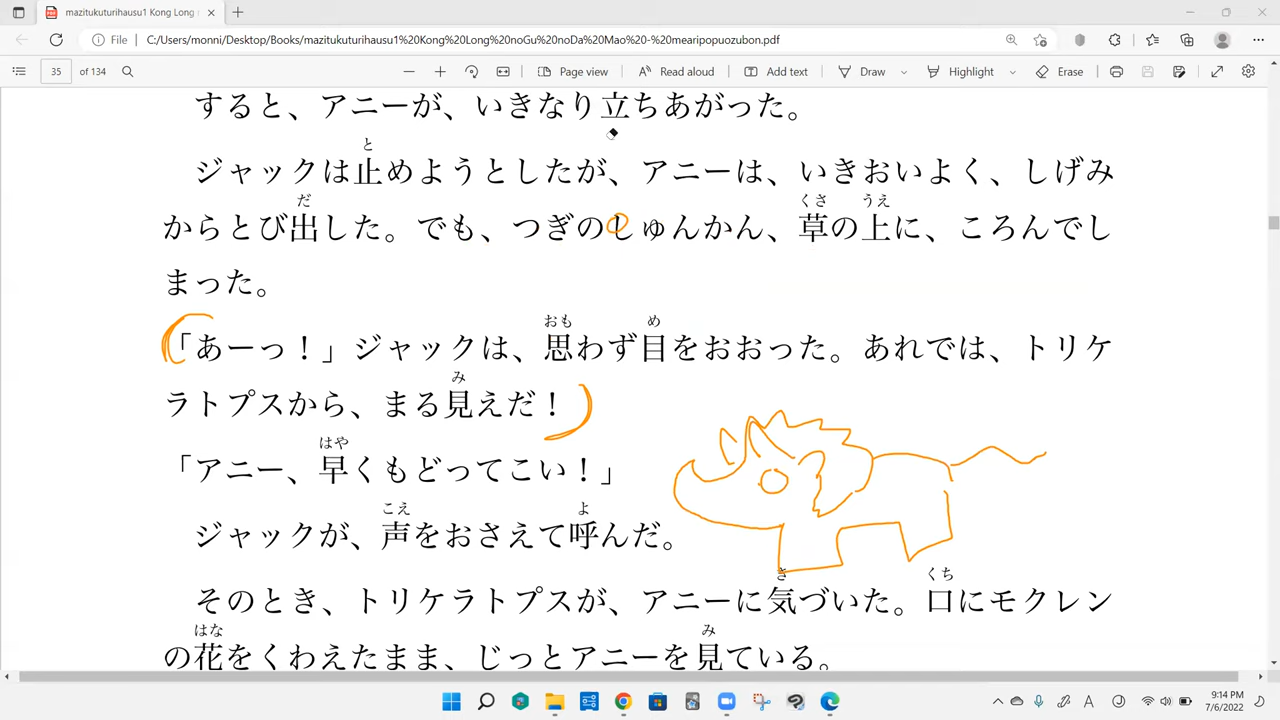 mazitukuturihausu1 Kong Long
File C:/Users/monni/Desktop/Books/mazitukuturihausu1%20Kong%20Long%20noGu%20noDa%20Mao%20-%20mearipopuozubon.pdf
35 of 134 Page view Read aloud Add text Draw Highlight Erase
すると、アニーが、いきなり立ちあがった。
と
ジャックは止めようとしたが、アニーは、いきおいよく、しげみ
だ くさ うえ
からとび出した。でも、つぎのしゅんかん、草の上に、ころんでし
まった。
おも め
「あーっ！」ジャックは、思わず目をおおった。あれでは、トリケ
み
ラトプスから、まる見えだ！
はや
「アニー、早くもどってこい！」
こえ よ
ジャックが、声をおさえて呼んだ。
き くち
そのとき、トリケラトプスが、アニーに気づいた。口にモクレン
はな み
の花をくわえたまま、じっとアニーを見ている。
9:14 PM
7/6/2022